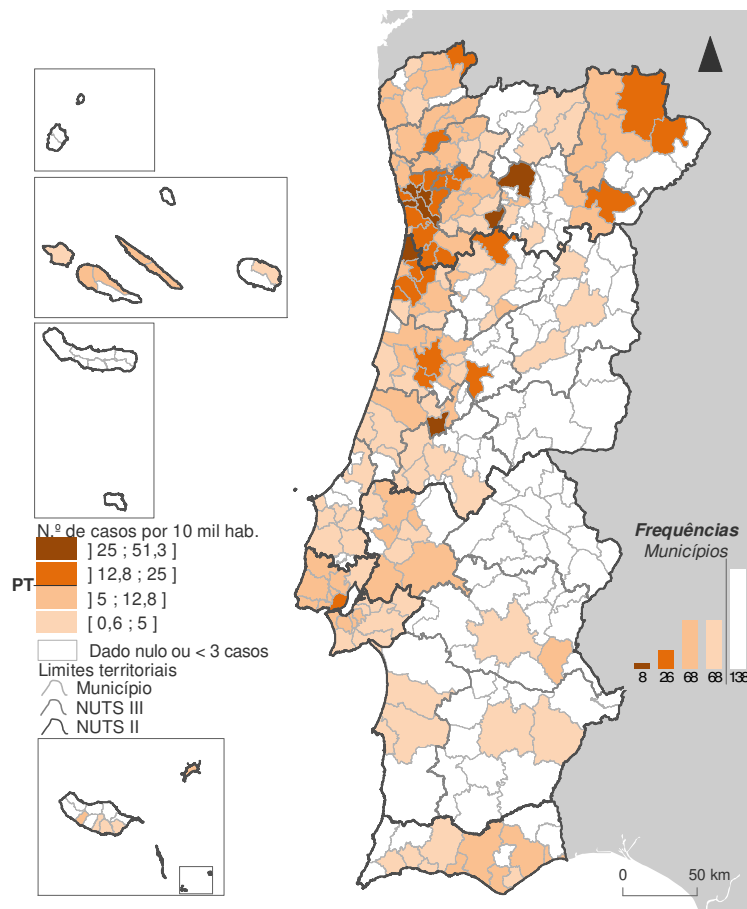 N.º de casos por 10 mil hab.
] 25 ; 51,3 ]
] 12,8 ; 25 ]
PT
] 5 ; 12,8 ]
[ 0,6 ; 5 ]
Dado nulo ou < 3 casos
Limites territoriais
Município
NUTS III
NUTS II
Frequências
Municípios
8 26 68 68 138
0 50 km